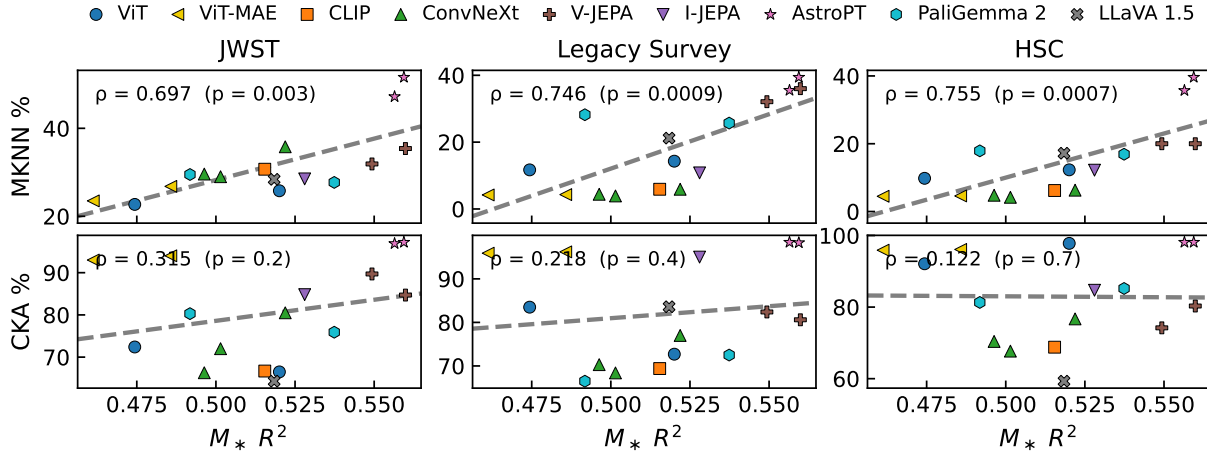 ViT ViT-MAE CLIP ConvNeXt V-JEPA I-JEPA AstroPT PaliGemma 2 LLaVA 1.5
JWST Legacy Survey HSC
MKNN %
40
20
ρ = 0.697 (p = 0.003)
40
20
0
ρ = 0.746 (p = 0.0009)
40
20
0
ρ = 0.755 (p = 0.0007)
CKA %
90
80
70
ρ = 0.315 (p = 0.2)
90
80
70
ρ = 0.218 (p = 0.4)
100
80
60
ρ = 0.122 (p = 0.7)
0.475 0.500 0.525 0.550 0.475 0.500 0.525 0.550 0.475 0.500 0.525 0.550
M∗ R² M∗ R² M∗ R²